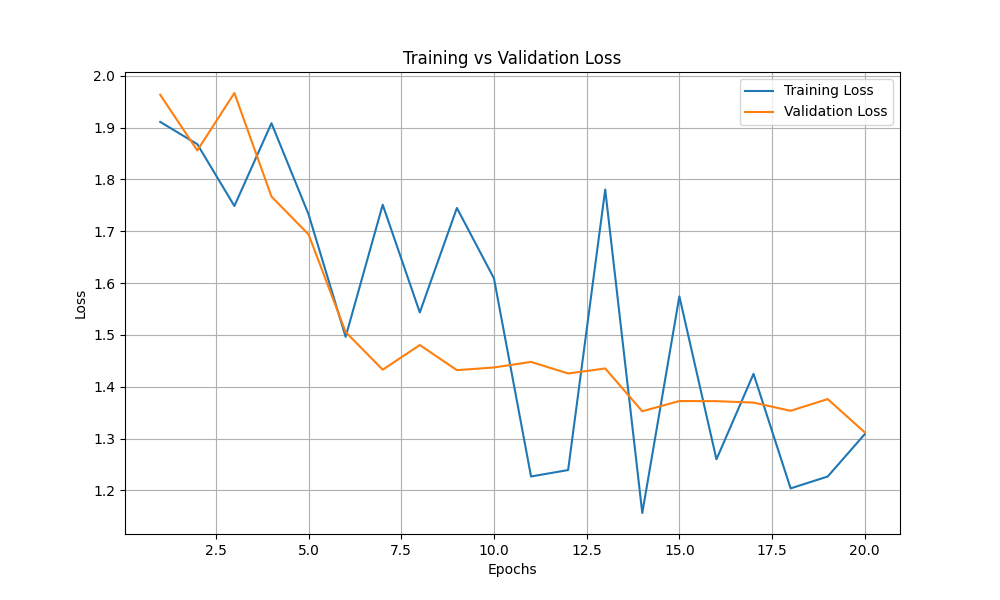 Training vs Validation Loss
Training Loss
Validation Loss
2.0
1.9
1.8
1.7
1.6
1.5
1.4
1.3
1.2
Loss
2.5 5.0 7.5 10.0 12.5 15.0 17.5 20.0
Epochs